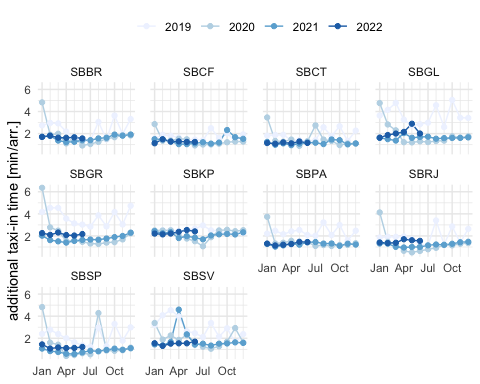 2019 2020 2021 2022
additional taxi-in time [min/arr.]
SBBR SBCF SBCT SBGL
6
4
2
SBGR SBKP SBPA SBRJ
6
4
2
Jan Apr Jul Oct Jan Apr Jul Oct
SBSP SBSV
6
4
2
Jan Apr Jul Oct Jan Apr Jul Oct